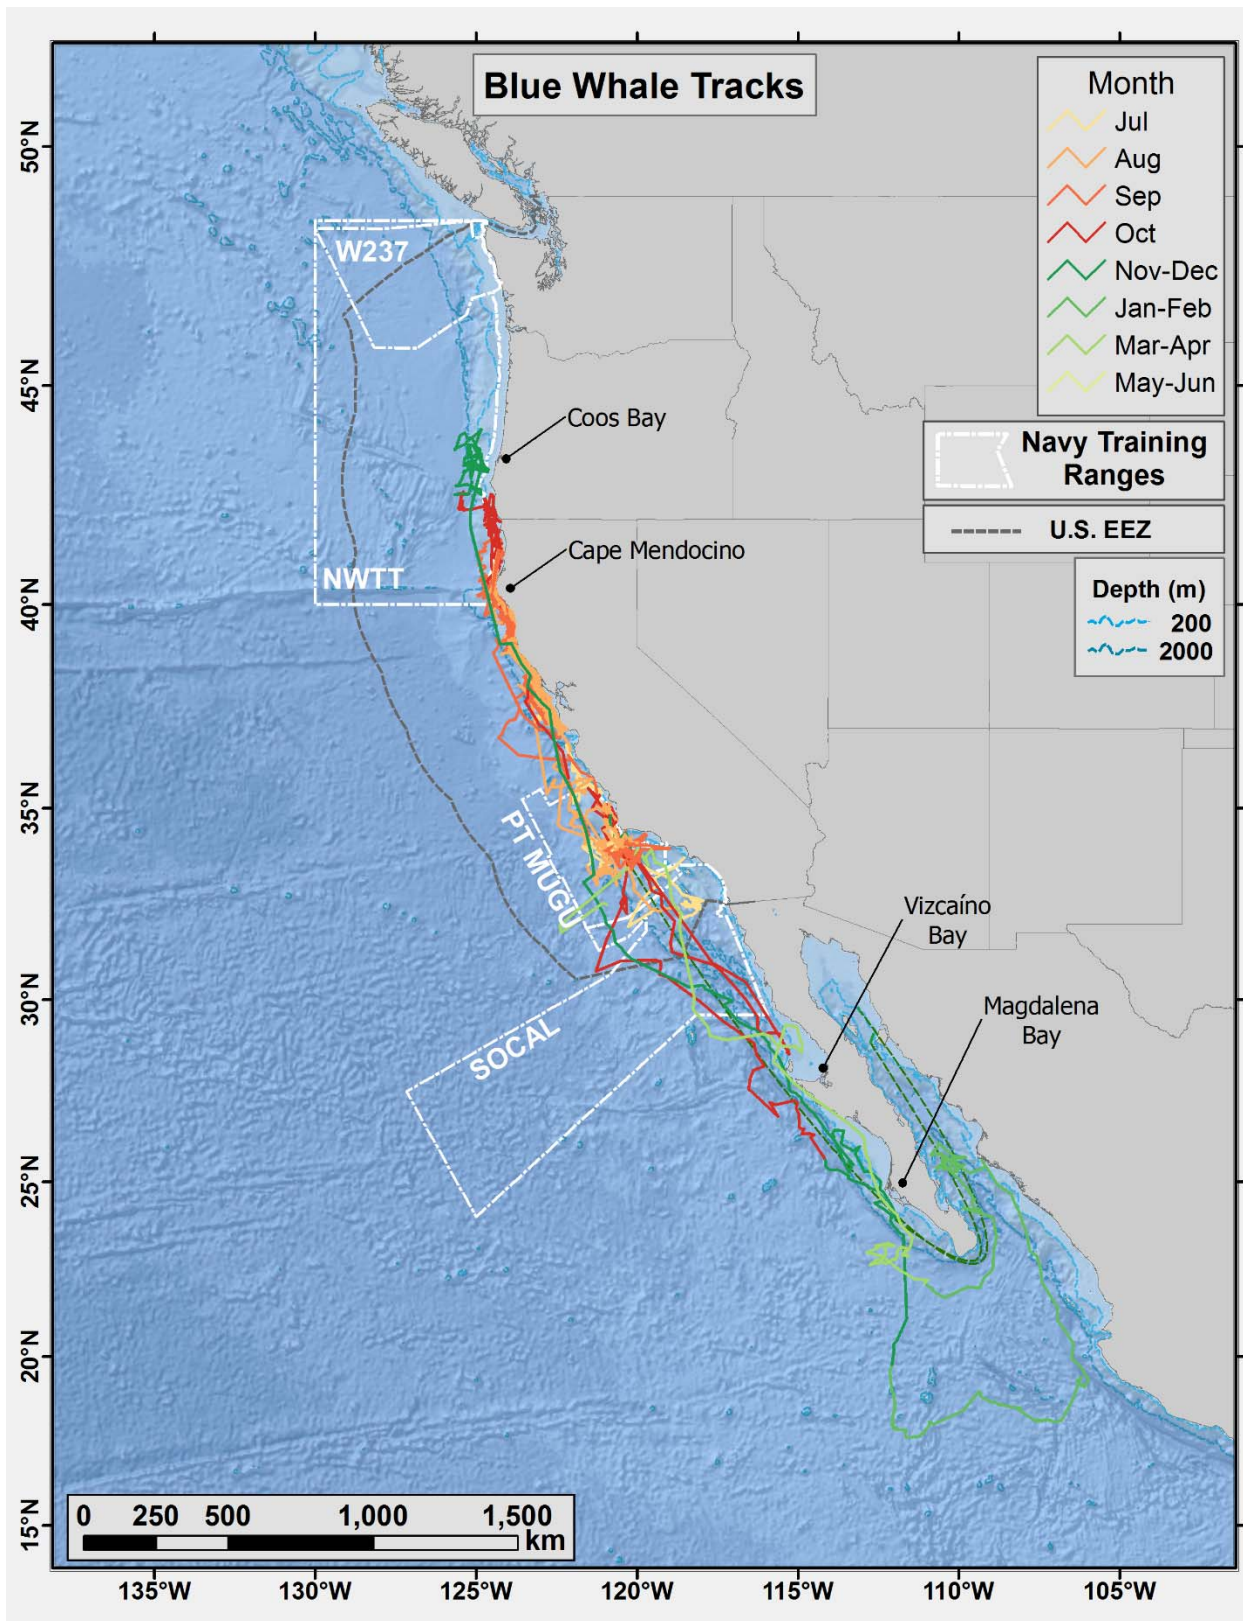 Blue Whale Tracks
Month
Jul
Aug
Sep
Oct
Nov-Dec
Jan-Feb
Mar-Apr
May-Jun
Navy Training
Ranges
U.S. EEZ
Depth (m)
200
2000
50°N
45°N
40°N
35°N
30°N
25°N
20°N
15°N
W237
Coos Bay
Cape Mendocino
NWTT
PT MUGU
SOCAL
Vizcaíno
Bay
Magdalena
Bay
0 250 500 1,000 1,500
km
135°W 130°W 125°W 120°W 115°W 110°W 105°W